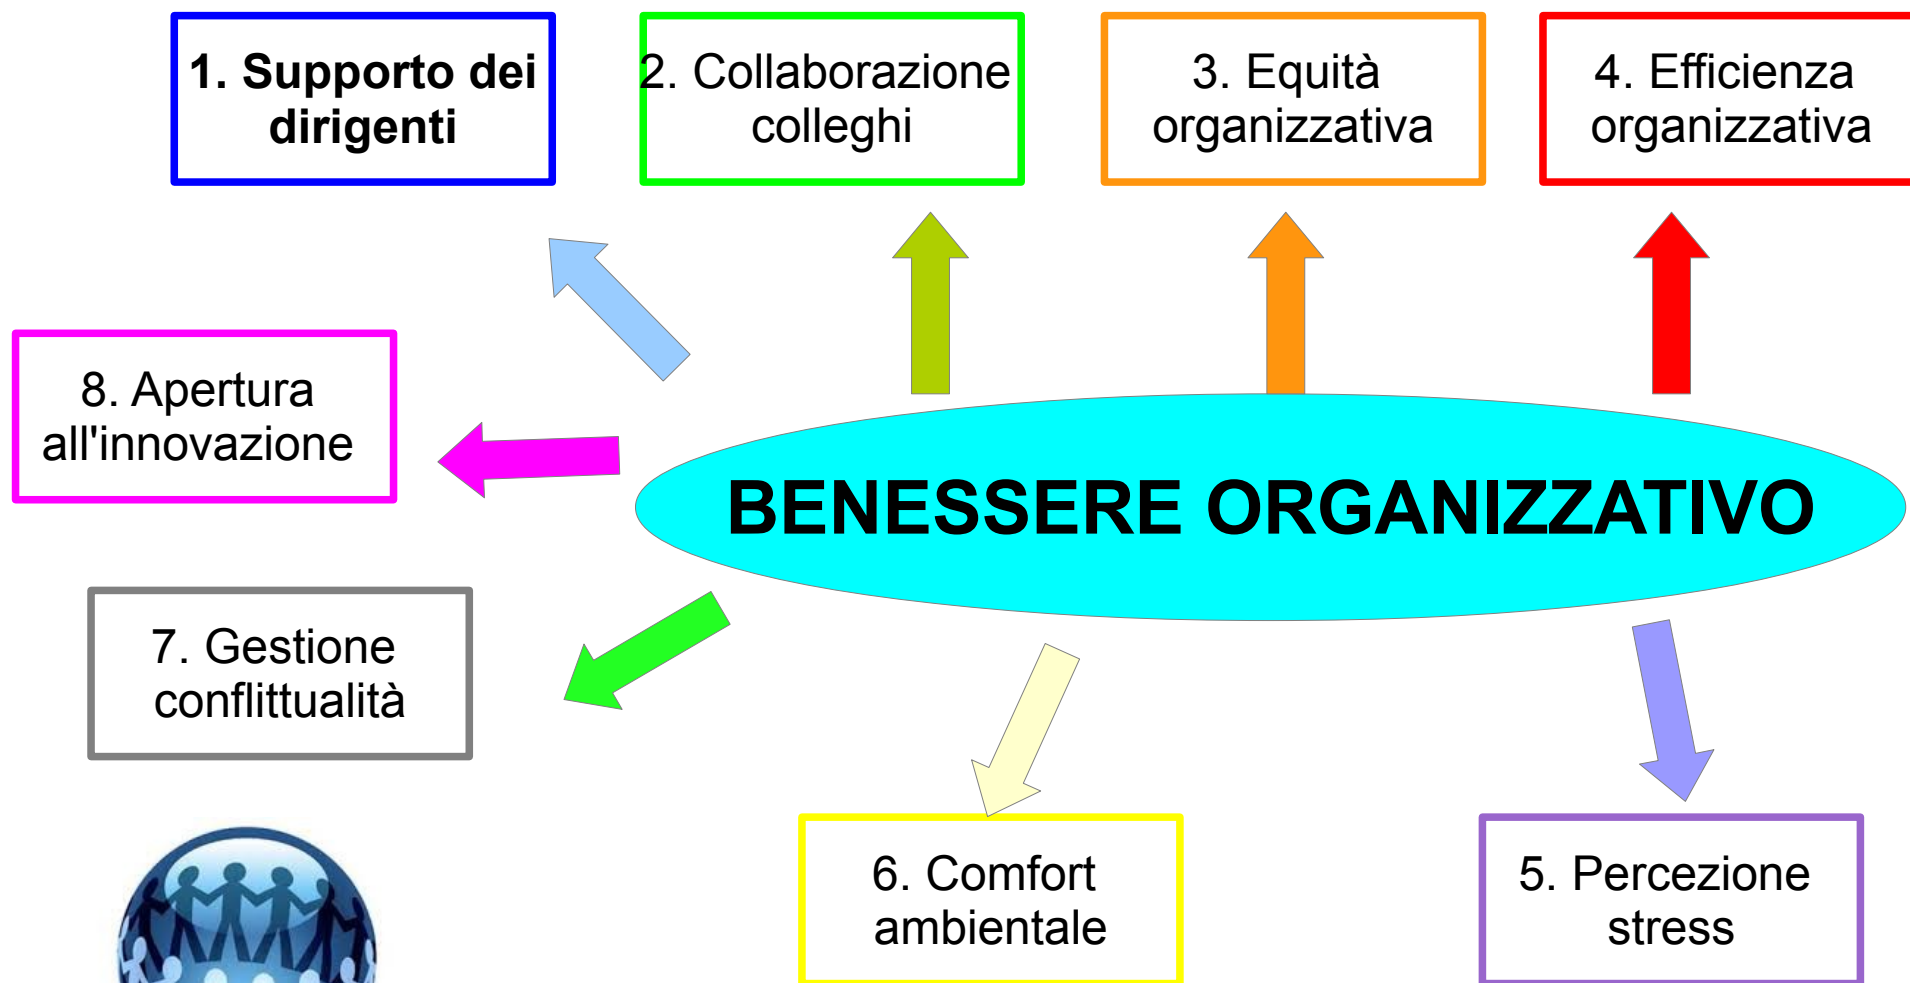 1. Supporto dei
dirigenti
2. Collaborazione
colleghi
3. Equità
organizzativa
4. Efficienza
organizzativa
8. Apertura
all'innovazione
BENESSERE ORGANIZZATIVO
7. Gestione
conflittualità
6. Comfort
ambientale
5. Percezione
stress